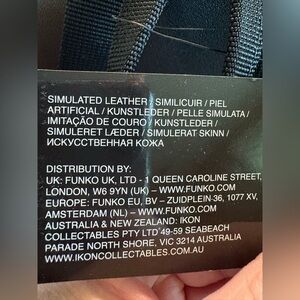 SIMULATED LEATHER / SIMILICUIR / PIEL
ARTIFICIAL / KUNSTLEDER / PELLE SIMULATA /
IMITAÇÃO DE COURO / KUNSTLEDER /
SIMULERET LÆDER / SIMULERAT SKINN /
ИСКУССТВЕННАЯ КОЖА
DISTRIBUTION BY:
UK: FUNKO UK, LTD - 1 QUEEN CAROLINE STREET,
LONDON, W6 9YN (UK) – WWW.FUNKO.COM
EUROPE: FUNKO EU, BV – ZUIDPLEIN-36, 1077 XV,
AMSTERDAM (NL) – WWW.FUNKO.COM
AUSTRALIA & NEW ZEALAND: IKON
COLLECTABLES PTY LTD 49-59 SEABEACH
PARADE NORTH SHORE, VIC 3214 AUSTRALIA
WWW.IKONCOLLECTABLES.COM.AU